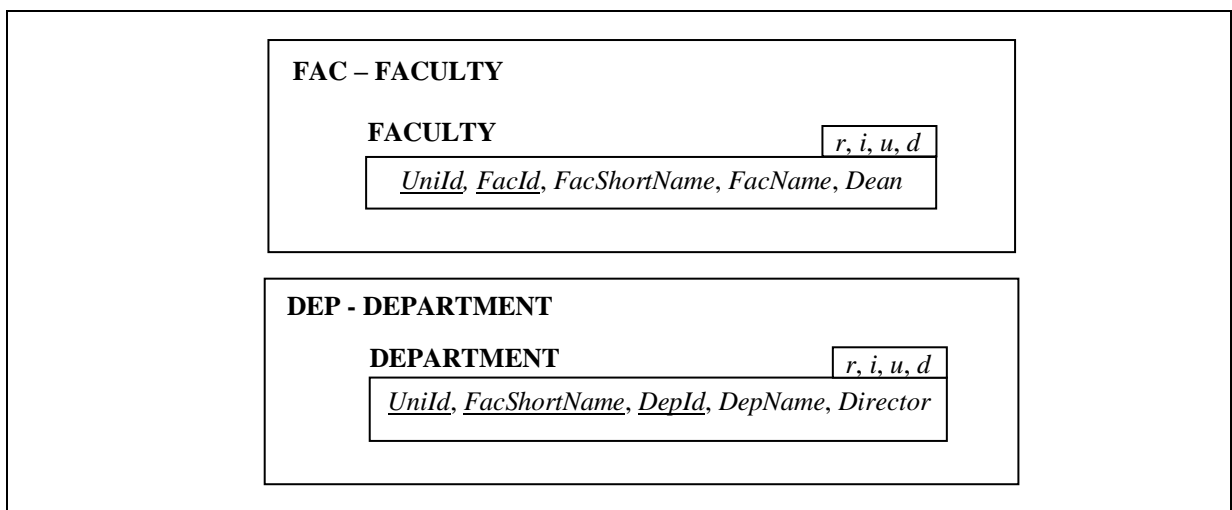 FAC – FACULTY
FACULTY
r, i, u, d
UniId, FacId, FacShortName, FacName, Dean
DEP - DEPARTMENT
DEPARTMENT
r, i, u, d
UniId, FacShortName, DepId, DepName, Director